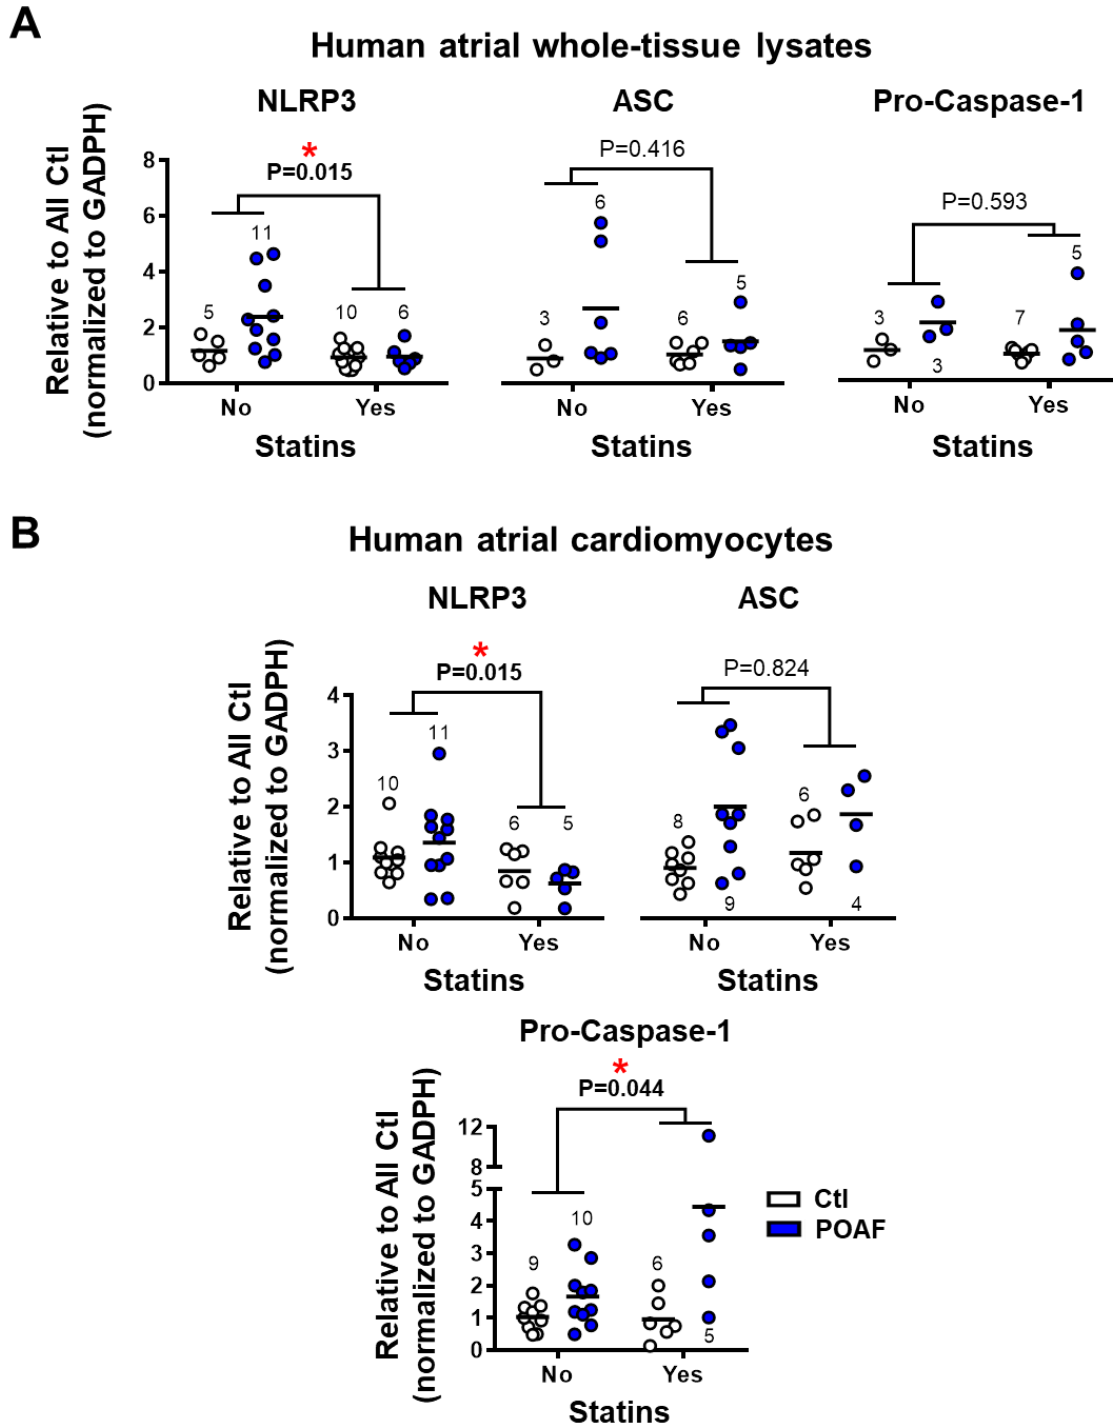 A
Human atrial whole-tissue lysates
NLRP3
ASC
Pro-Caspase-1
Relative to All Ctl
(normalized to GADPH)
8
6
4
2
0
*
P=0.015
5
11
10
6
No
Yes
Statins
P=0.416
3
6
6
5
No
Yes
Statins
P=0.593
3
3
7
5
No
Yes
Statins
B
Human atrial cardiomyocytes
NLRP3
ASC
Relative to All Ctl
(normalized to GADPH)
4
3
2
1
0
*
P=0.015
10
11
6
5
No
Yes
Statins
P=0.824
8
9
6
4
No
Yes
Statins
Pro-Caspase-1
Relative to All Ctl
(normalized to GADPH)
12
8
5
4
3
2
1
0
*
P=0.044
9
10
6
5
No
Yes
Statins
Ctl
POAF